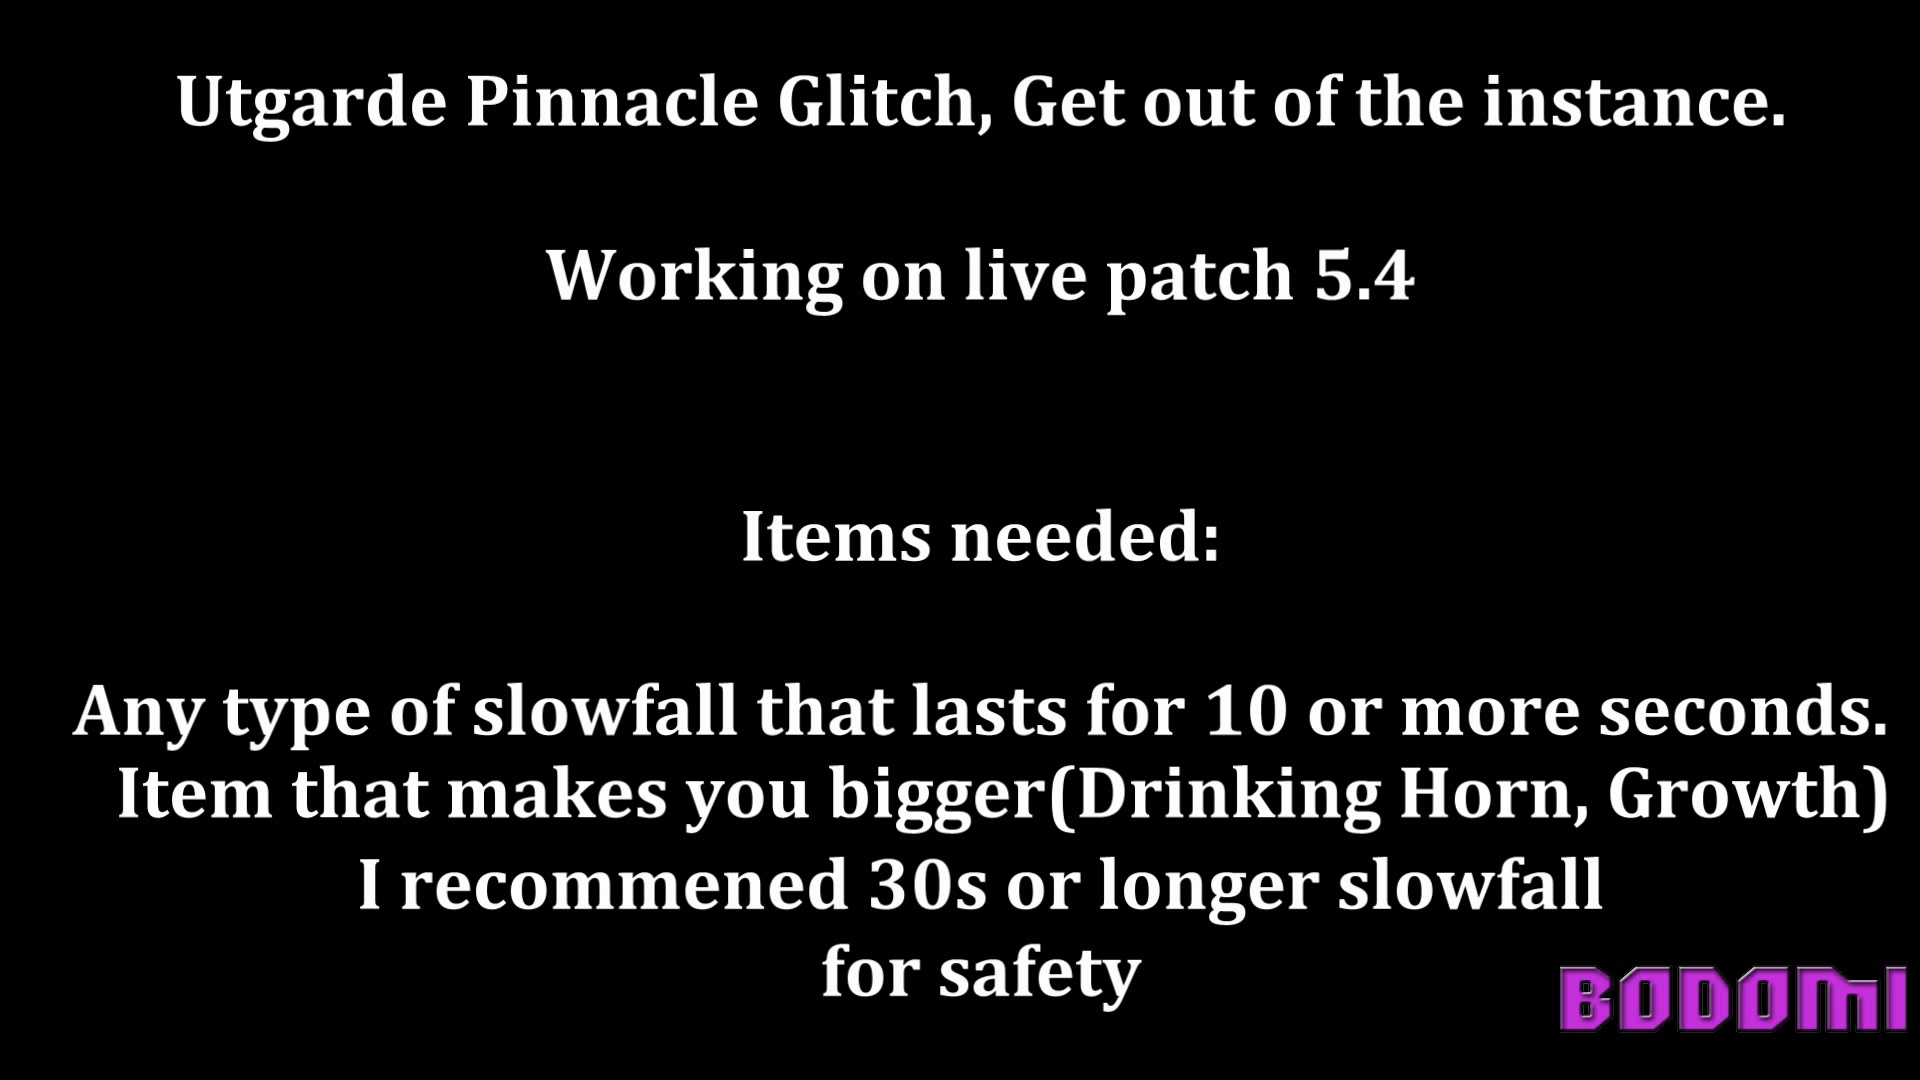 Utgarde Pinnacle Glitch, Get out of the instance.
Working on live patch 5.4
Items needed:
Any type of slowfall that lasts for 10 or more seconds.
Item that makes you bigger(Drinking Horn, Growth)
I recommened 30s or longer slowfall
for safety
BODOMI